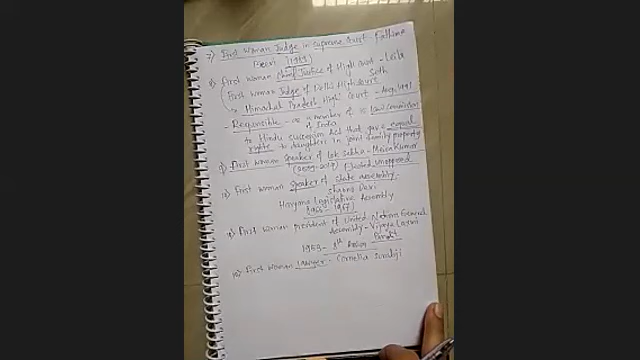 7) First Woman Judge in Supreme Court - Fathima
Beevi (1989)
8) First Woman Chief Justice of High Court - Leila
Seth
(First Woman Judge of Delhi High Court
Himachal Pradesh High Court - Aug, 1991
Responsible - as a member of 15 Law Commission
of India
to Hindu succession Act that gave equal
right to daughters in joint family property
9) First Woman Speaker of Lok Sabha - Meira Kumar
(2009-2014) Elected unopposed
10) First Woman Speaker of State assembly -
Shanno Devi
Haryana Legislative Assembly
(1966-1967)
11) First Woman president of United Nations General
Assembly - Vijaya Laxmi
Pandit
1953 - 8th
12) First Woman Lawyer - Cornelia Sorabji